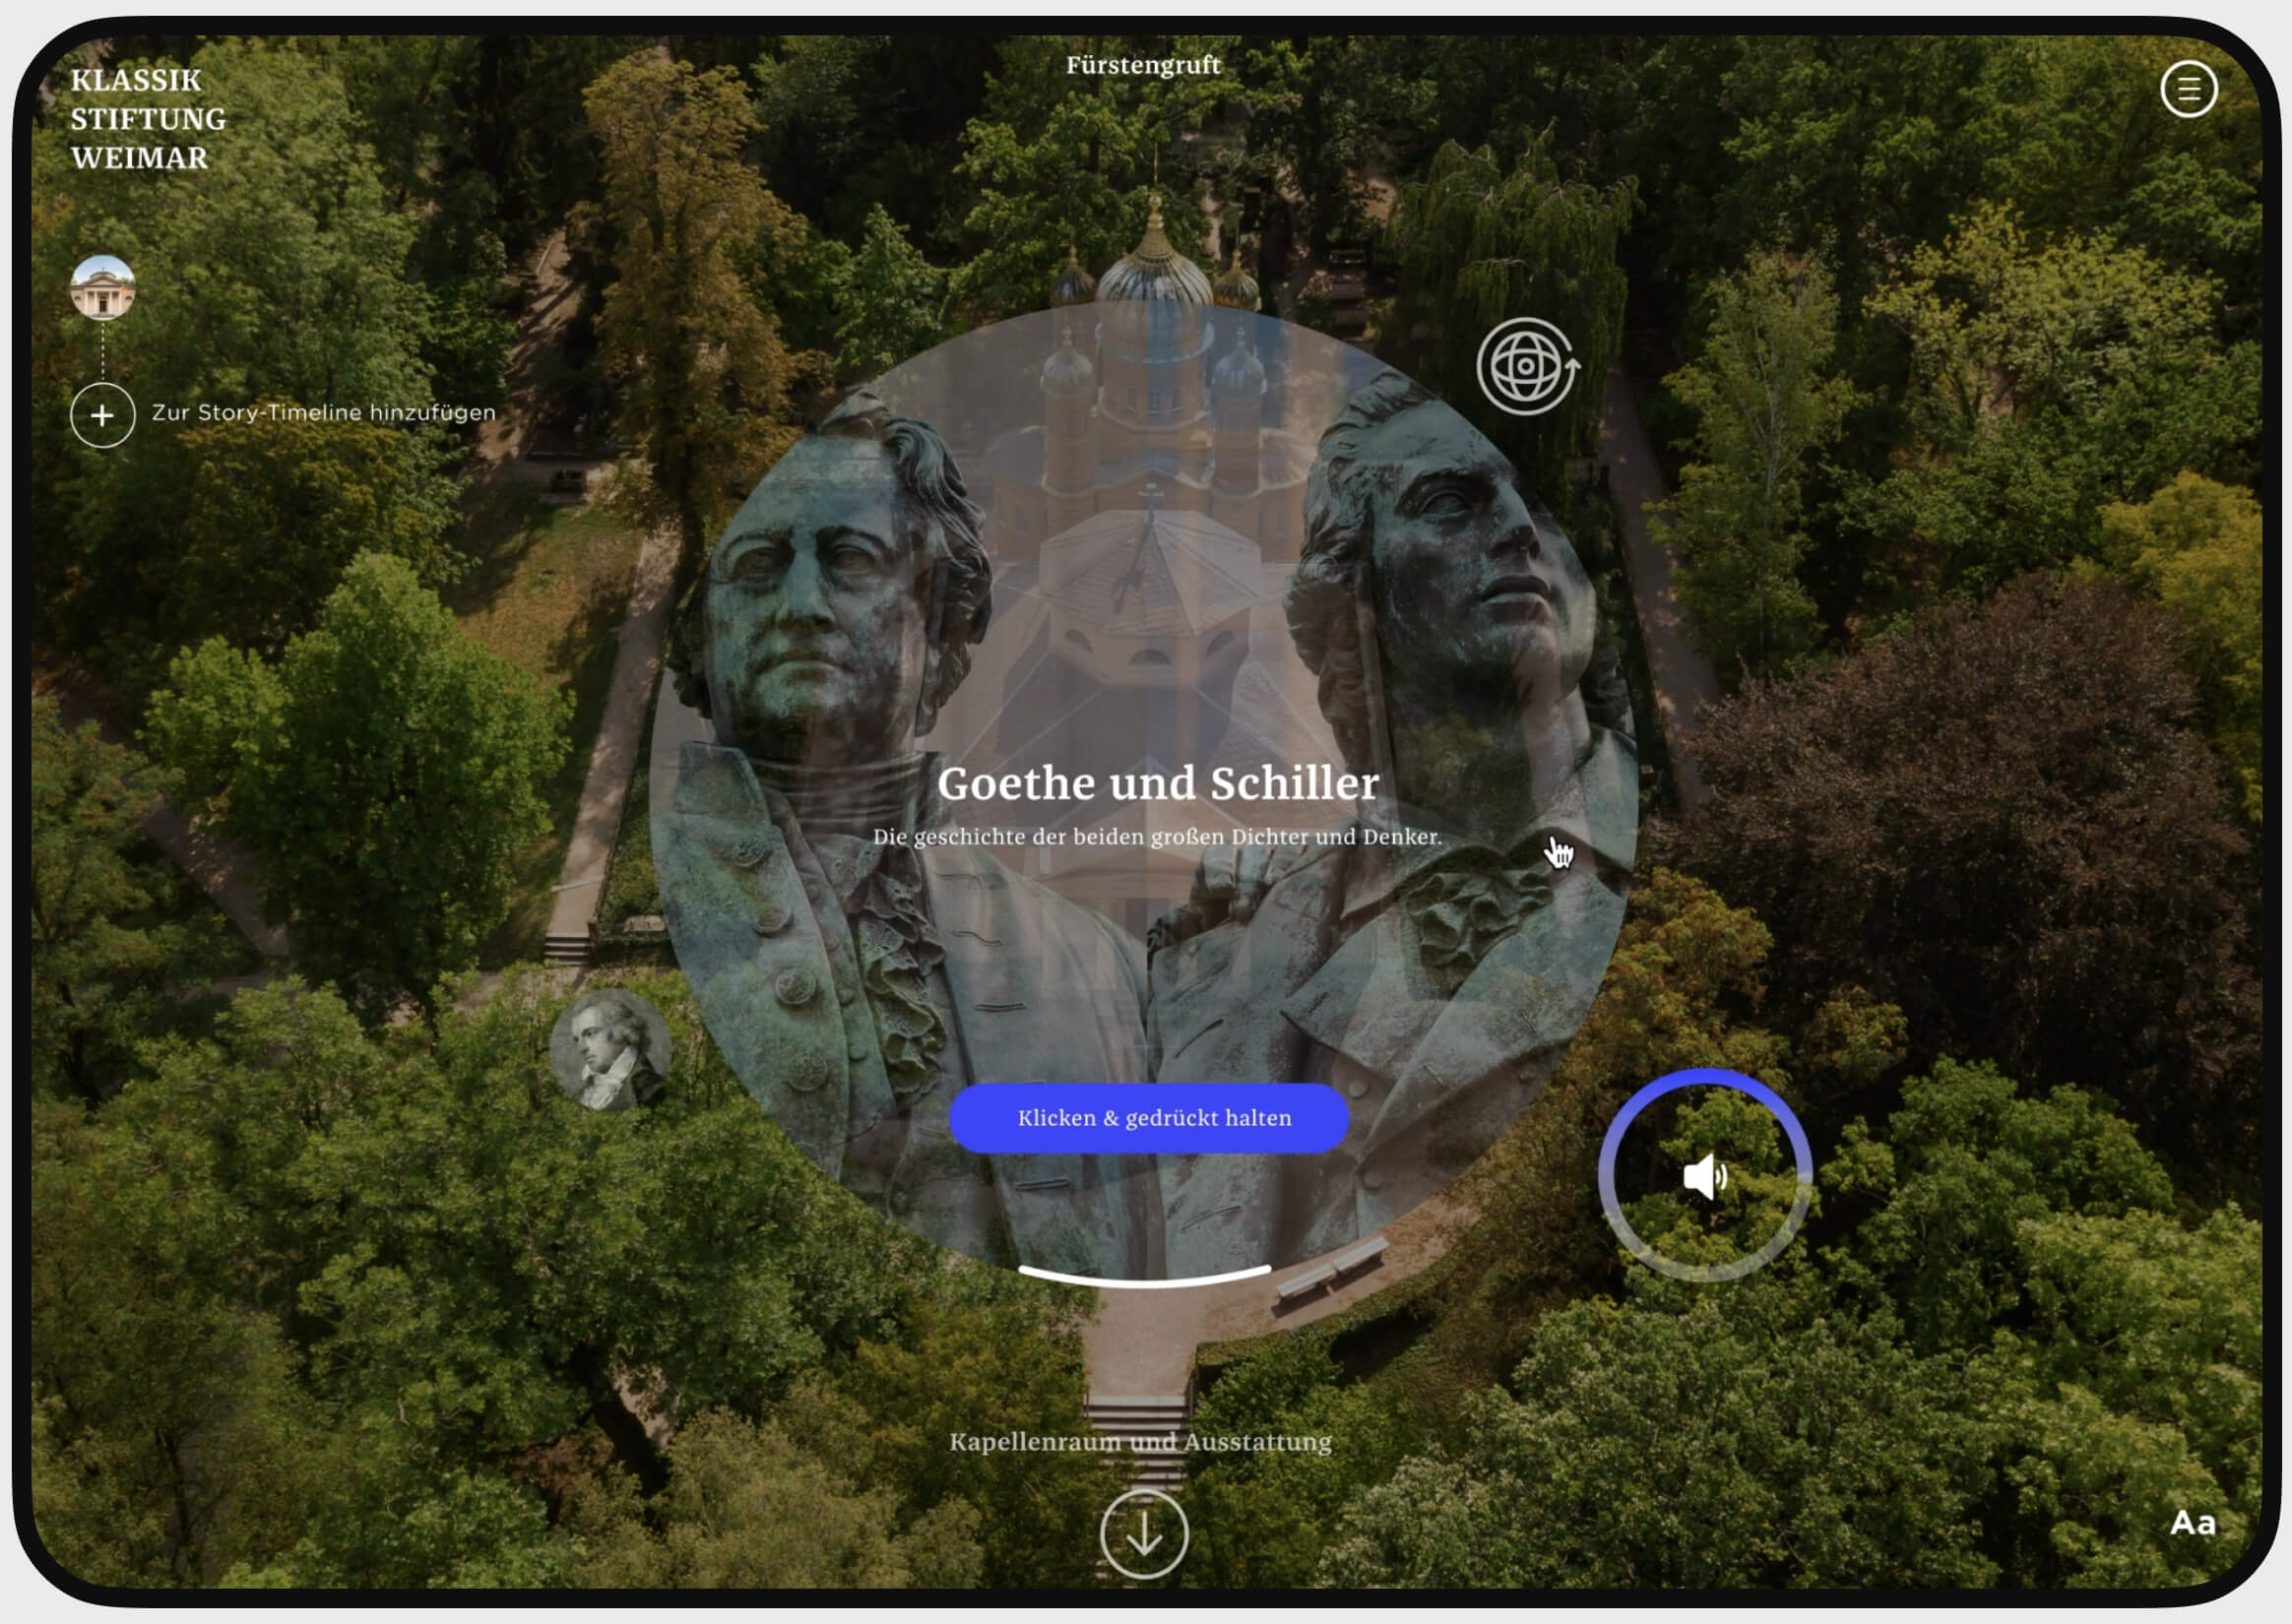 Fürstengruft
KLASSIK
STIFTUNG
WEIMAR
Zur Story-Timeline hinzufügen
Goethe und Schiller
Die geschichte der beiden großen Dichter und Denker.
Klicken & gedrückt halten
Kapellenraum und Ausstattung
Aa